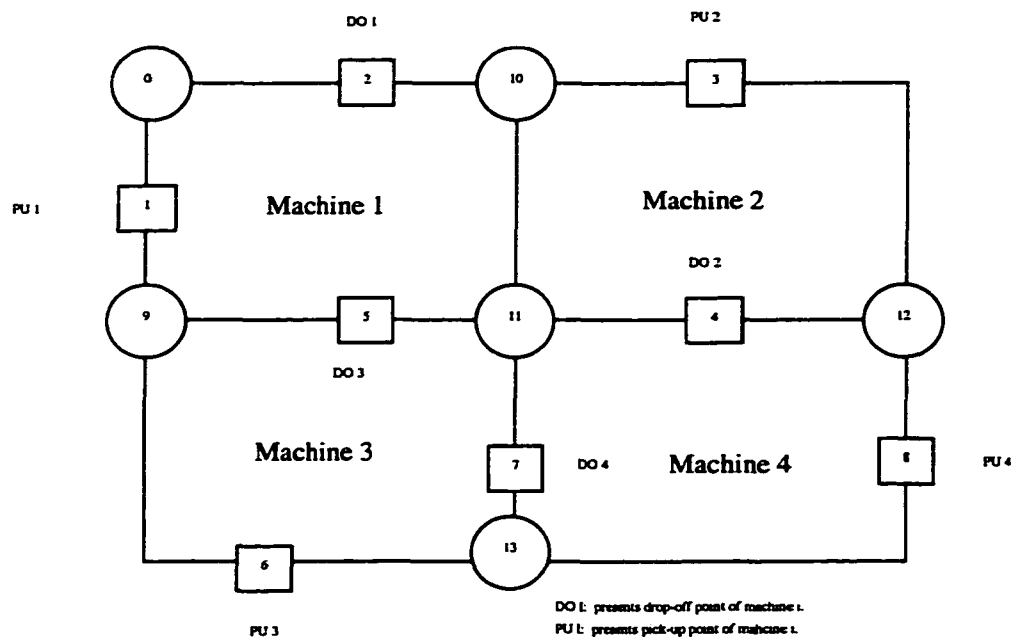 PU 2
DO 1
0
2
10
3
PU 1
1
Machine 1
Machine 2
DO 2
9
5
11
4
12
DO 3
Machine 3
7
DO 4
Machine 4
8
PU 4
13
6
DO I: presents drop-off point of machine i.
PU I: presents pick-up point of mahcine i.
PU 3